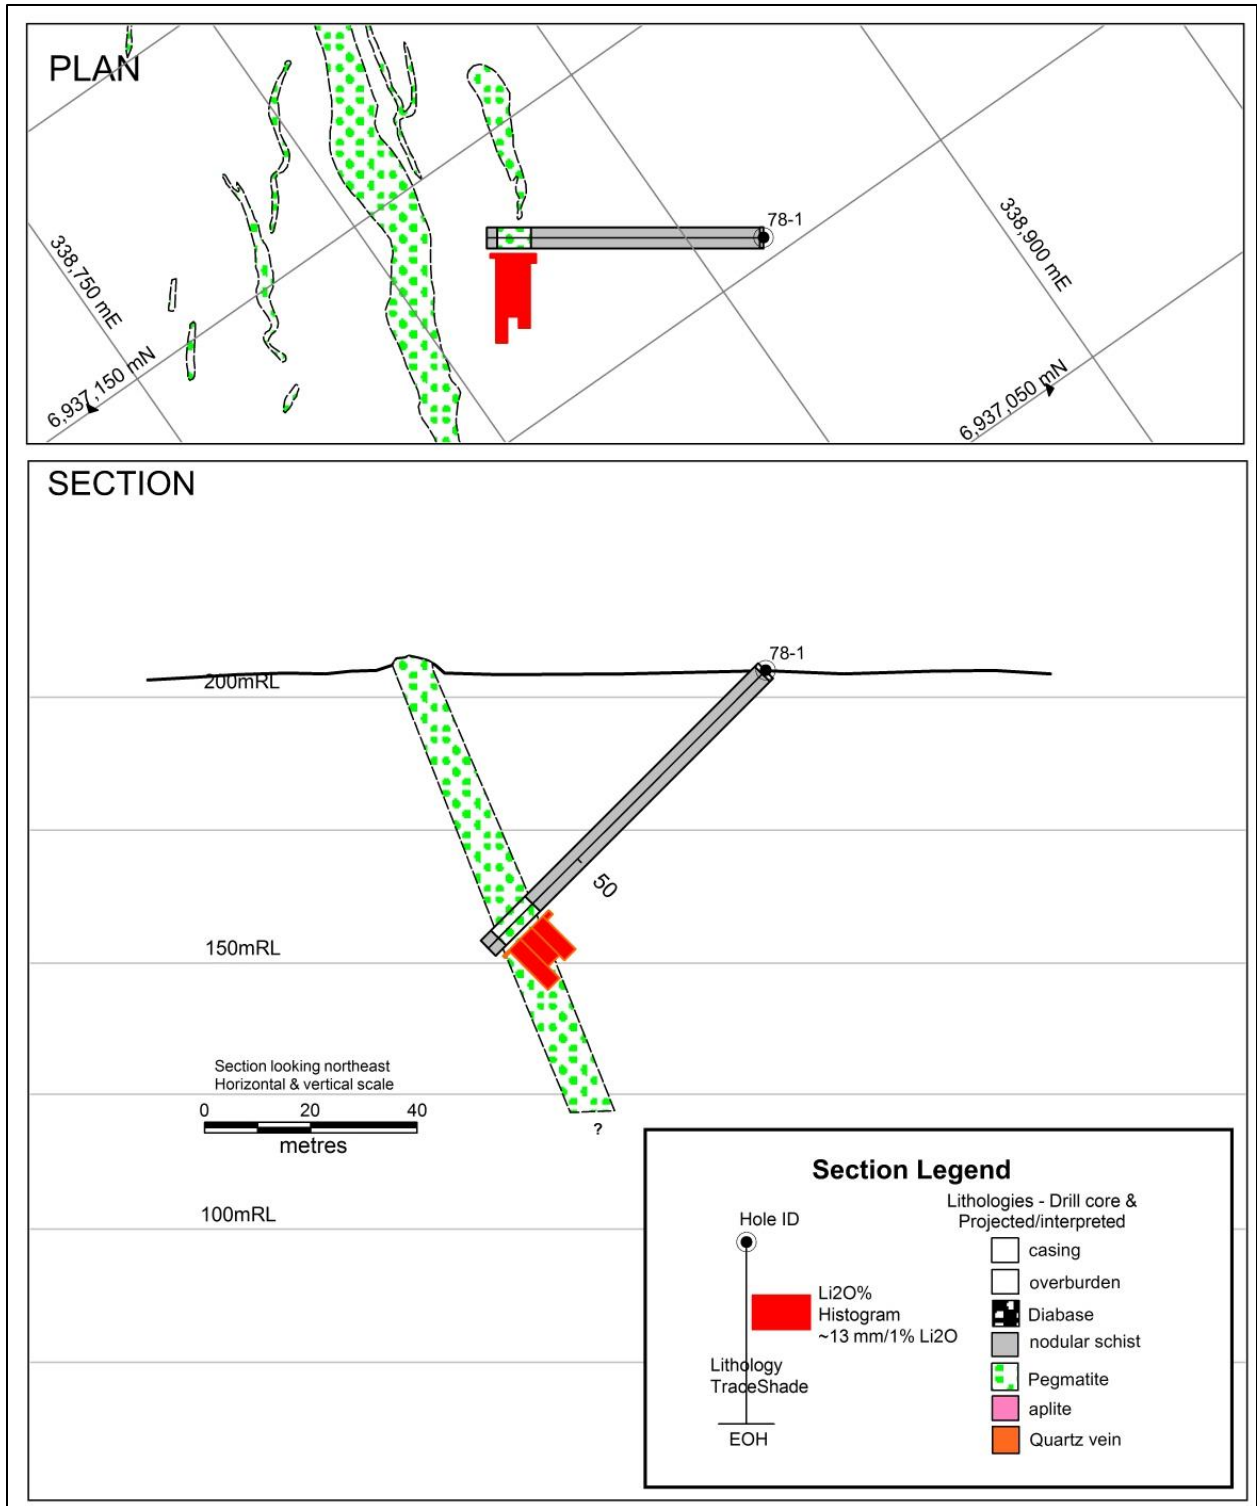 PLAN
78-1
338,750 mE
338,900 mE
6,937,150 mN
6,937,050 mN
SECTION
78-1
200mRL
50
150mRL
Section looking northeast
Horizontal & vertical scale
0 20 40
metres
?
100mRL
Section Legend
Hole ID
Li2O%
Histogram
~13 mm/1% Li2O
Lithology
TraceShade
EOH
Lithologies - Drill core &
Projected/interpreted
casing
overburden
Diabase
nodular schist
Pegmatite
aplite
Quartz vein